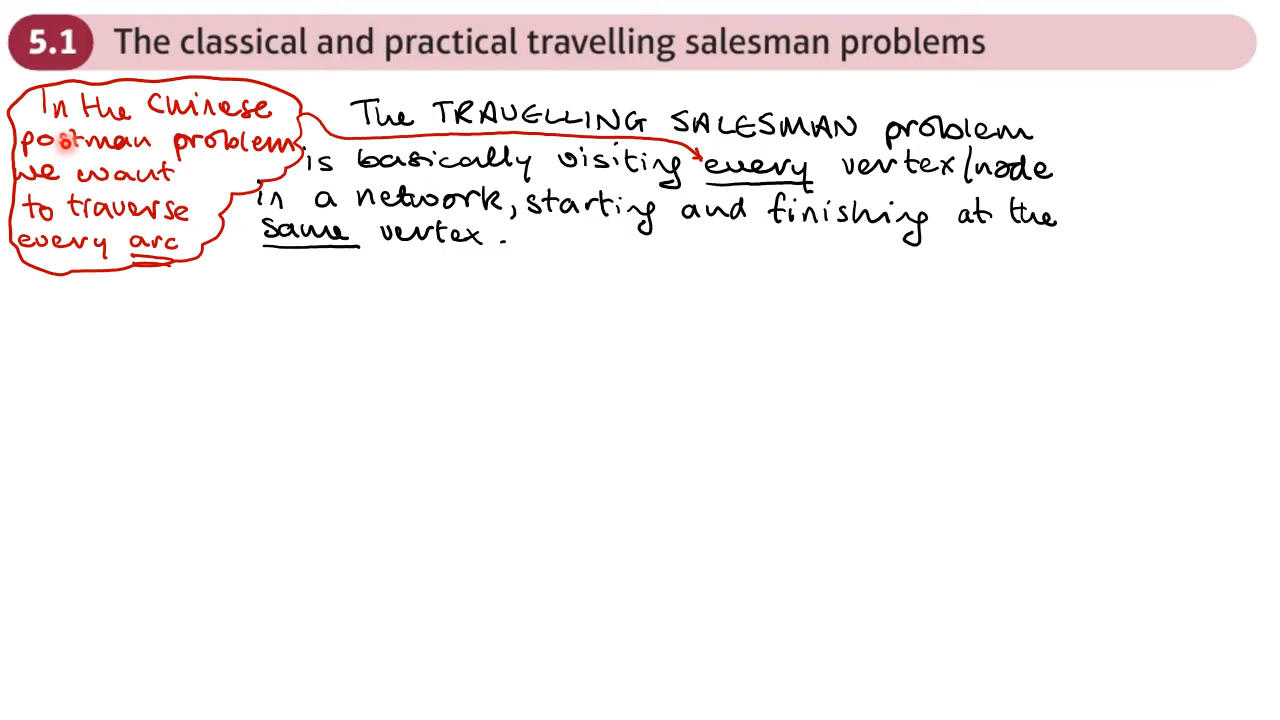 5.1 The classical and practical travelling salesman problems
In the Chinese
postman problem
we want
to traverse
every arc
The TRAVELLING SALESMAN problem
is basically visiting every vertex/node
in a network, starting and finishing at the
same vertex.